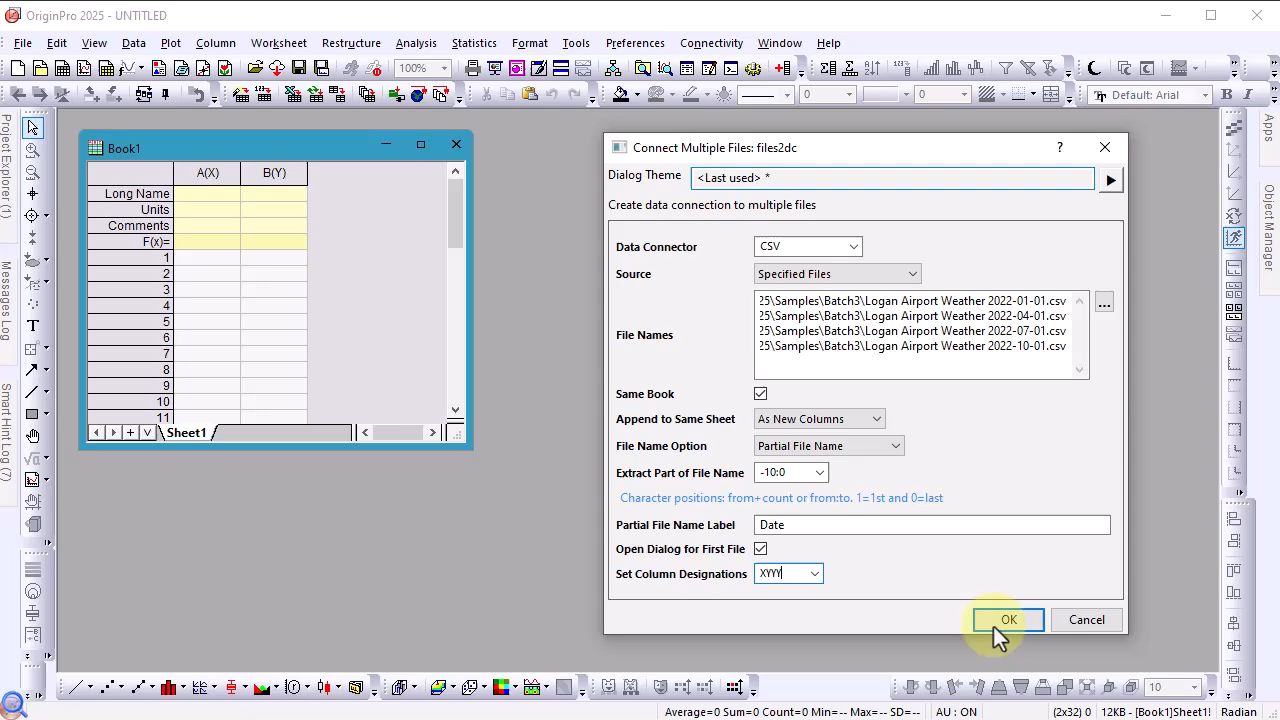 OriginPro 2025 - UNTITLED
File Edit View Data Plot Column Worksheet Restructure Analysis Statistics Format Tools Preferences Connectivity Window Help
100%
0 0 Default: Arial B I
Project Explorer (1)
Messages Log
Smart Hint Log (7)
Apps
Object Manager
Book1
A(X) B(Y)
Long Name
Units
Comments
F(x)=
1
2
3
4
5
6
7
8
9
10
11
Sheet1
Connect Multiple Files: files2dc
Dialog Theme <Last used> *
Create data connection to multiple files
Data Connector CSV
Source Specified Files
File Names
25\Samples\Batch3\Logan Airport Weather 2022-01-01.csv
25\Samples\Batch3\Logan Airport Weather 2022-04-01.csv
25\Samples\Batch3\Logan Airport Weather 2022-07-01.csv
25\Samples\Batch3\Logan Airport Weather 2022-10-01.csv
...
Same Book
Append to Same Sheet As New Columns
File Name Option Partial File Name
Extract Part of File Name -10:0
Character positions: from+count or from:to. 1=1st and 0=last
Partial File Name Label Date
Open Dialog for First File
Set Column Designations XYYY
OK Cancel
10
Average=0 Sum=0 Count=0 Min=-- Max=-- SD=-- AU : ON (2x32) 0 12KB - [Book1]Sheet1! Radian